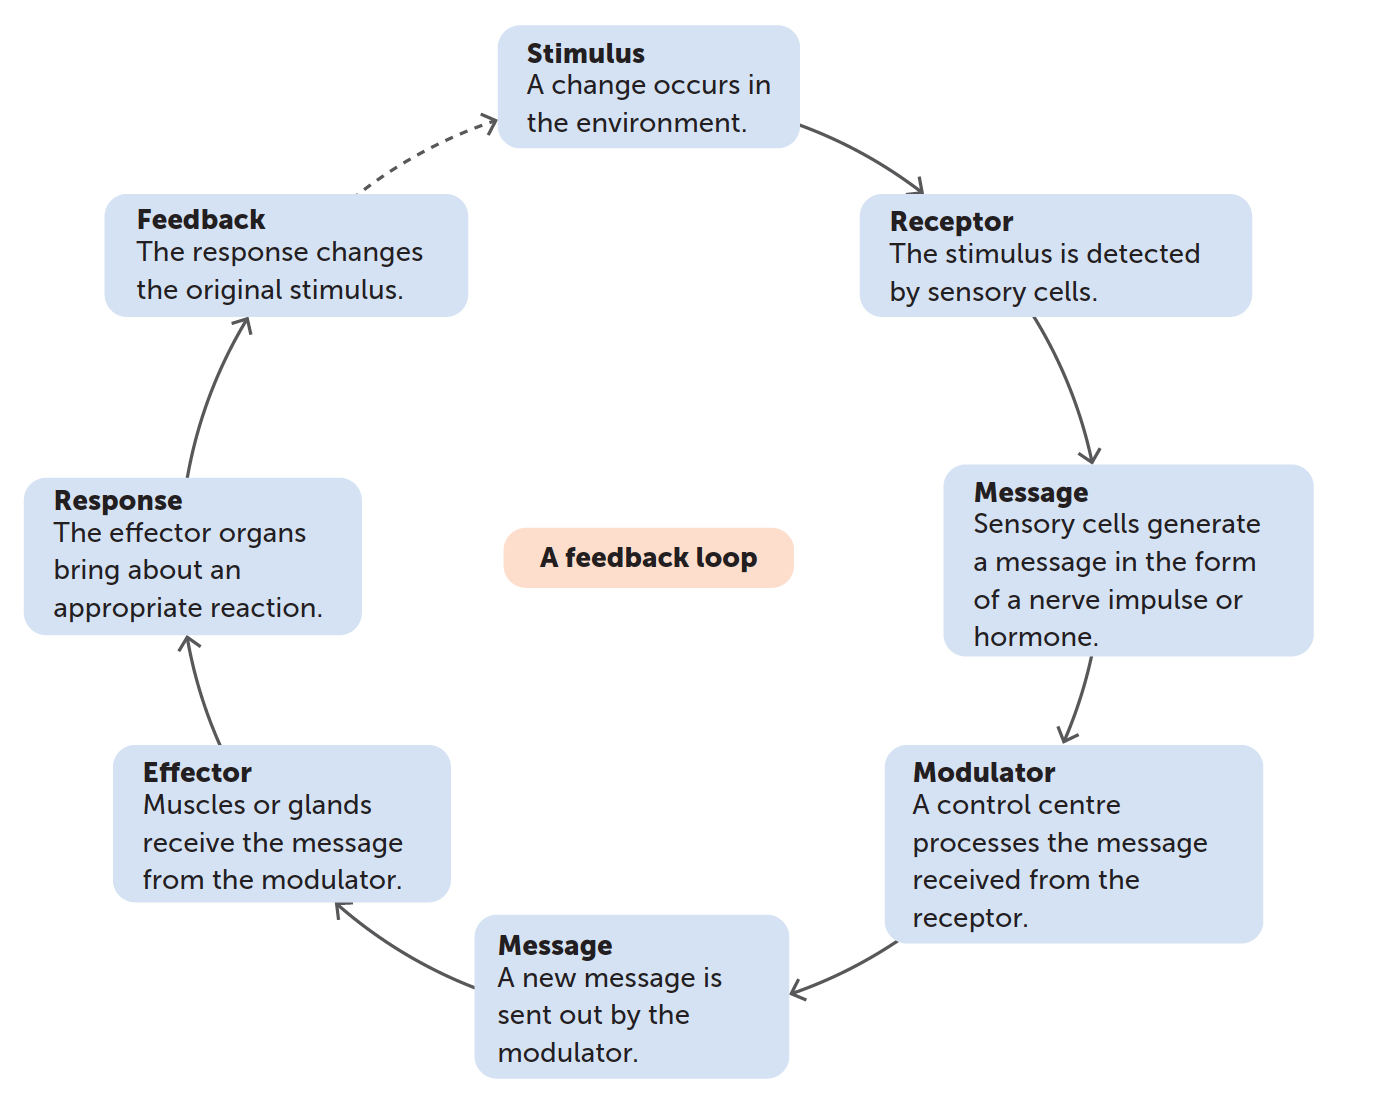 Stimulus
A change occurs in
the environment.
Receptor
The stimulus is detected
by sensory cells.
Message
Sensory cells generate
a message in the form
of a nerve impulse or
hormone.
Modulator
A control centre
processes the message
received from the
receptor.
Message
A new message is
sent out by the
modulator.
Effector
Muscles or glands
receive the message
from the modulator.
Response
The effector organs
bring about an
appropriate reaction.
Feedback
The response changes
the original stimulus.
A feedback loop